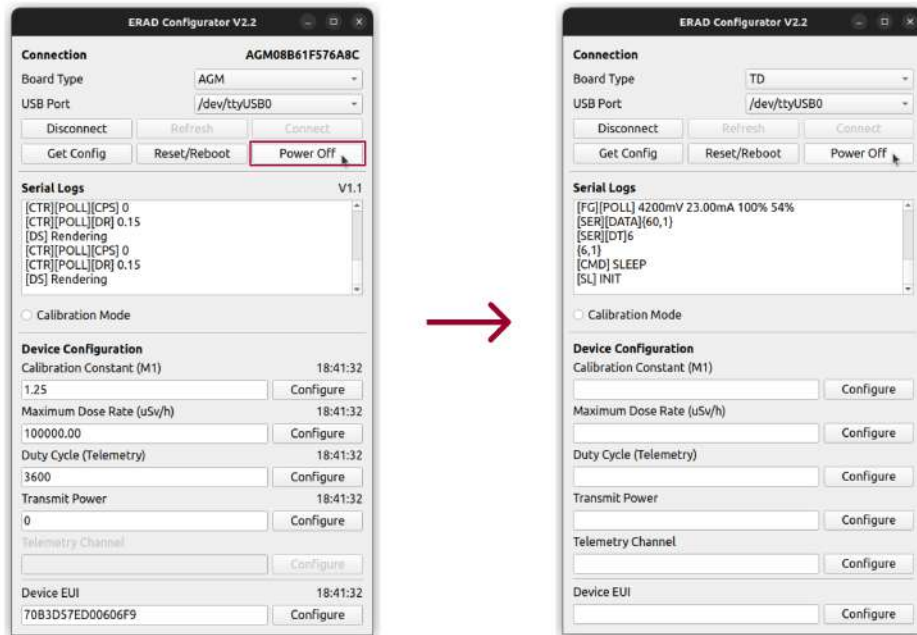 ERAD Configurator V2.2
Connection AGM08B61F576A8C
Board Type AGM
USB Port /dev/ttyUSB0
Disconnect Refresh Connect
Get Config Reset/Reboot Power Off
Serial Logs V1.1
[CTR][POLL][CPS] 0
[CTR][POLL][DR] 0.15
[DS] Rendering
[CTR][POLL][CPS] 0
[CTR][POLL][DR] 0.15
[DS] Rendering
Calibration Mode
Device Configuration
Calibration Constant (M1) 18:41:32
1.25 Configure
Maximum Dose Rate (uSv/h) 18:41:32
100000.00 Configure
Duty Cycle (Telemetry) 18:41:32
3600 Configure
Transmit Power 18:41:32
0 Configure
Telemetry Channel
Configure
Device EUI 18:41:32
70B3D57ED00606F9 Configure
ERAD Configurator V2.2
Connection
Board Type TD
USB Port /dev/ttyUSB0
Disconnect Refresh Connect
Get Config Reset/Reboot Power Off
Serial Logs
[FG][POLL] 4200mV 23.00mA 100% 54%
[SER][DATA]{60,1}
[SER][DT]6
{6,1}
[CMD] SLEEP
[SL] INIT
Calibration Mode
Device Configuration
Calibration Constant (M1)
Configure
Maximum Dose Rate (uSv/h)
Configure
Duty Cycle (Telemetry)
Configure
Transmit Power
Configure
Telemetry Channel
Configure
Device EUI
Configure